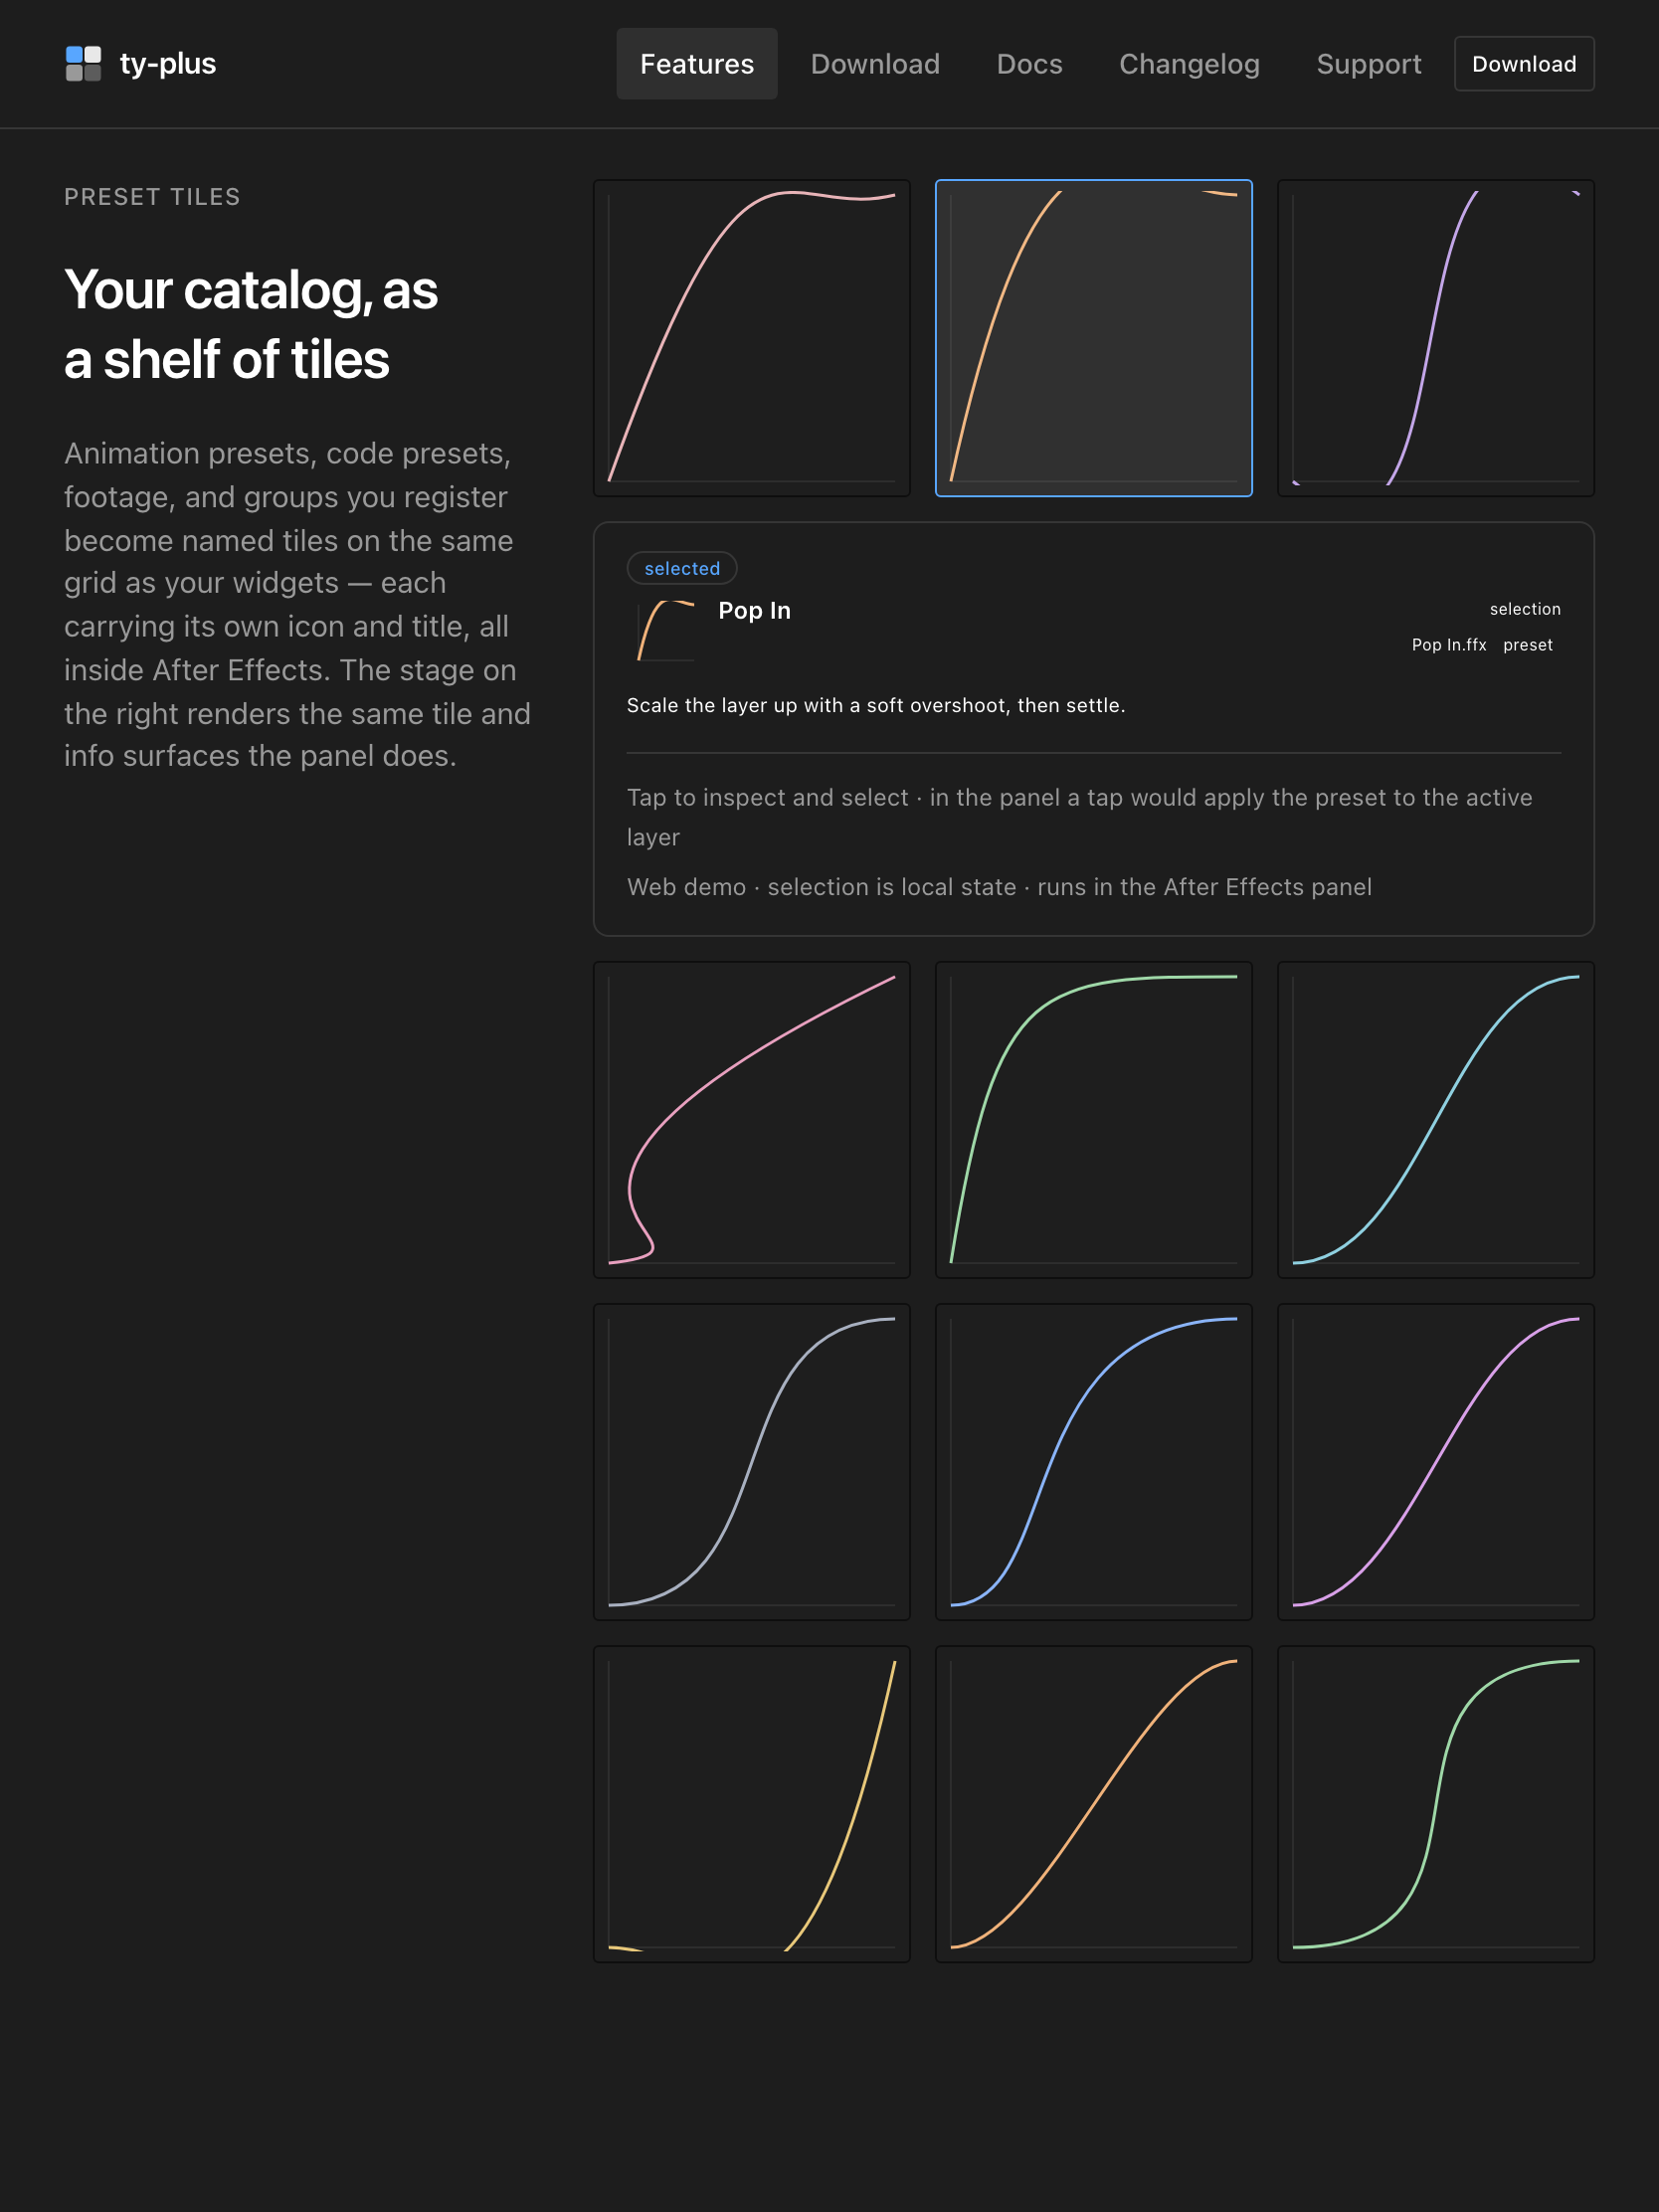 ty-plus
Features
Download
Docs
Changelog
Support
Download
PRESET TILES
Your catalog, as
a shelf of tiles
Animation presets, code presets,
footage, and groups you register
become named tiles on the same
grid as your widgets — each
carrying its own icon and title, all
inside After Effects. The stage on
the right renders the same tile and
info surfaces the panel does.
selected
Pop In
selection
Pop In.ffx preset
Scale the layer up with a soft overshoot, then settle.
Tap to inspect and select · in the panel a tap would apply the preset to the active
layer
Web demo · selection is local state · runs in the After Effects panel